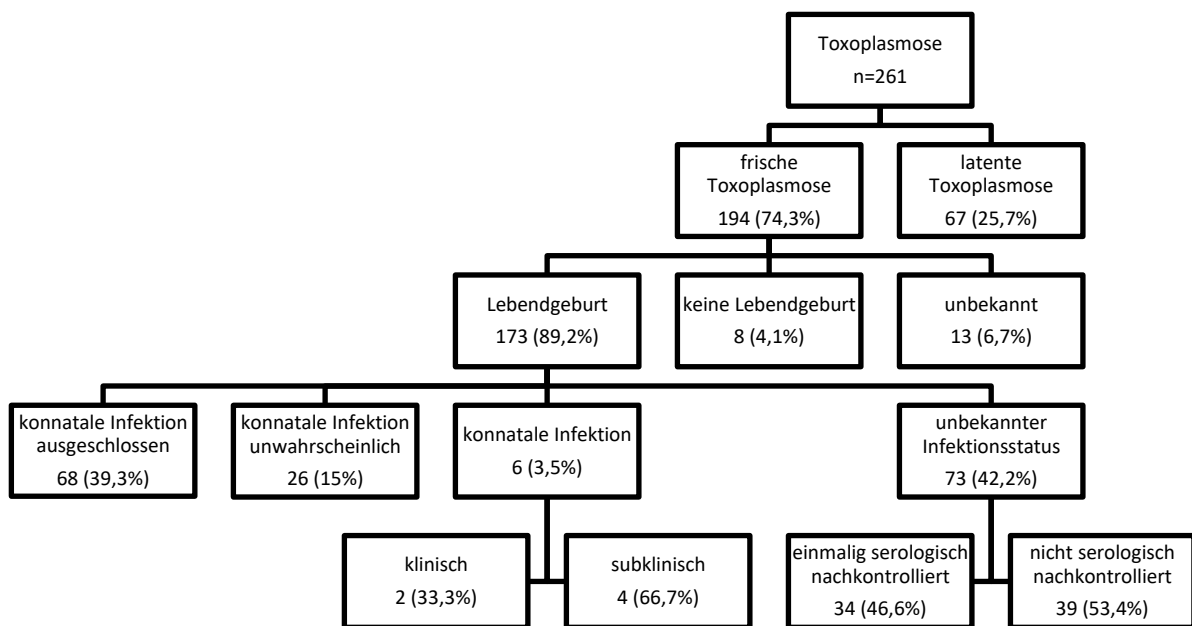 Toxoplasmose
n=261
frische
Toxoplasmose
194 (74,3%)
latente
Toxoplasmose
67 (25,7%)
Lebendgeburt
173 (89,2%)
keine Lebendgeburt
8 (4,1%)
unbekannt
13 (6,7%)
konnatale Infektion
ausgeschlossen
68 (39,3%)
konnatale Infektion
unwahrscheinlich
26 (15%)
konnatale Infektion
6 (3,5%)
unbekannter
Infektionsstatus
73 (42,2%)
klinisch
2 (33,3%)
subklinisch
4 (66,7%)
einmalig serologisch
nachkontrolliert
34 (46,6%)
nicht serologisch
nachkontrolliert
39 (53,4%)